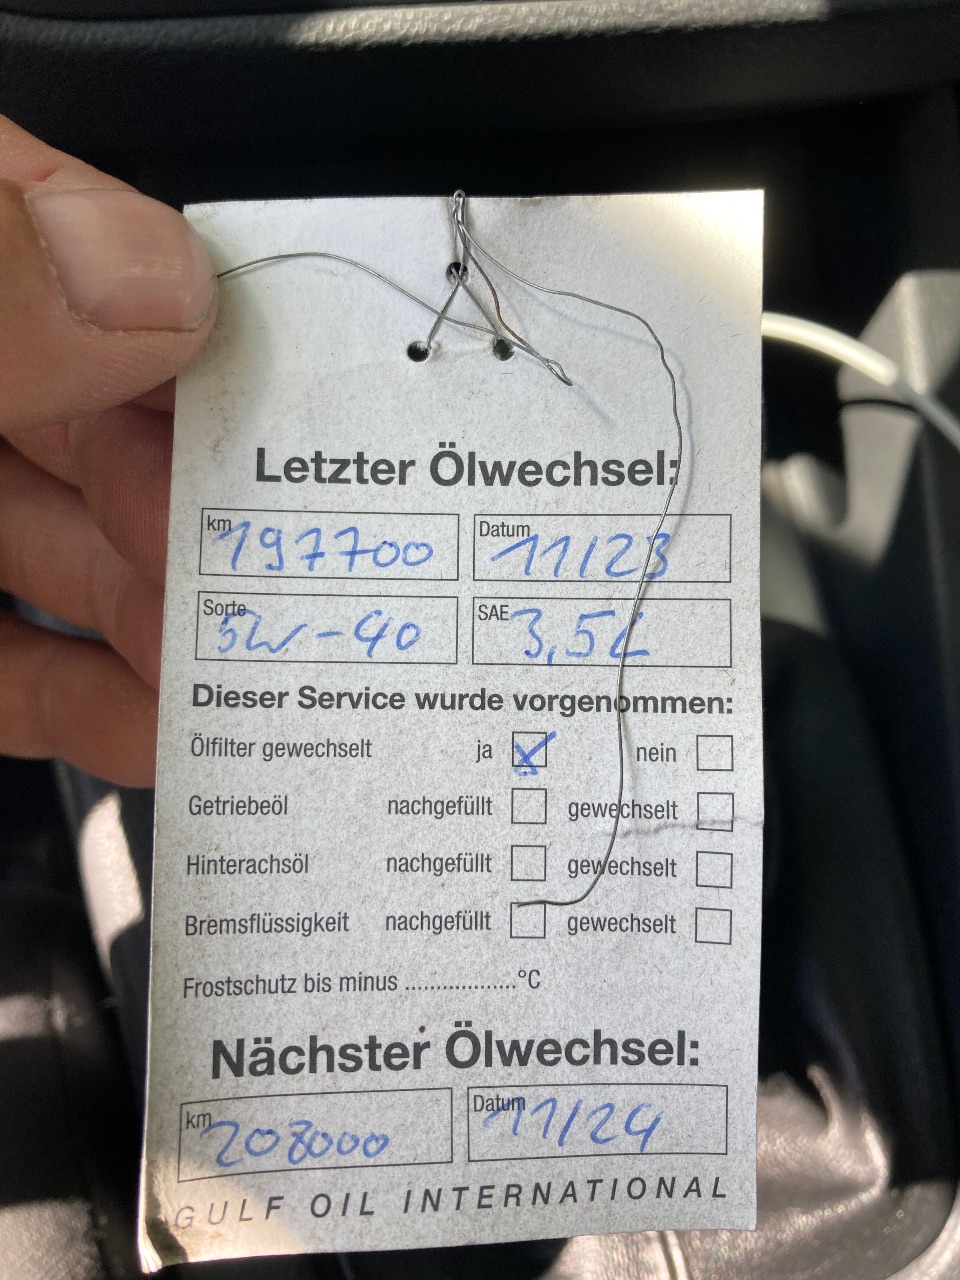 Letzter Ölwechsel:
km 197700 Datum 11/23
Sorte 5W-40 SAE 3,5L
Dieser Service wurde vorgenommen:
Ölfilter gewechselt ja x nein
Getriebeöl nachgefüllt gewechselt
Hinterachsöl nachgefüllt gewechselt
Bremsflüssigkeit nachgefüllt gewechselt
Frostschutz bis minus ..................°C
Nächster Ölwechsel:
km 208000 Datum 11/24
GULF OIL INTERNATIONAL